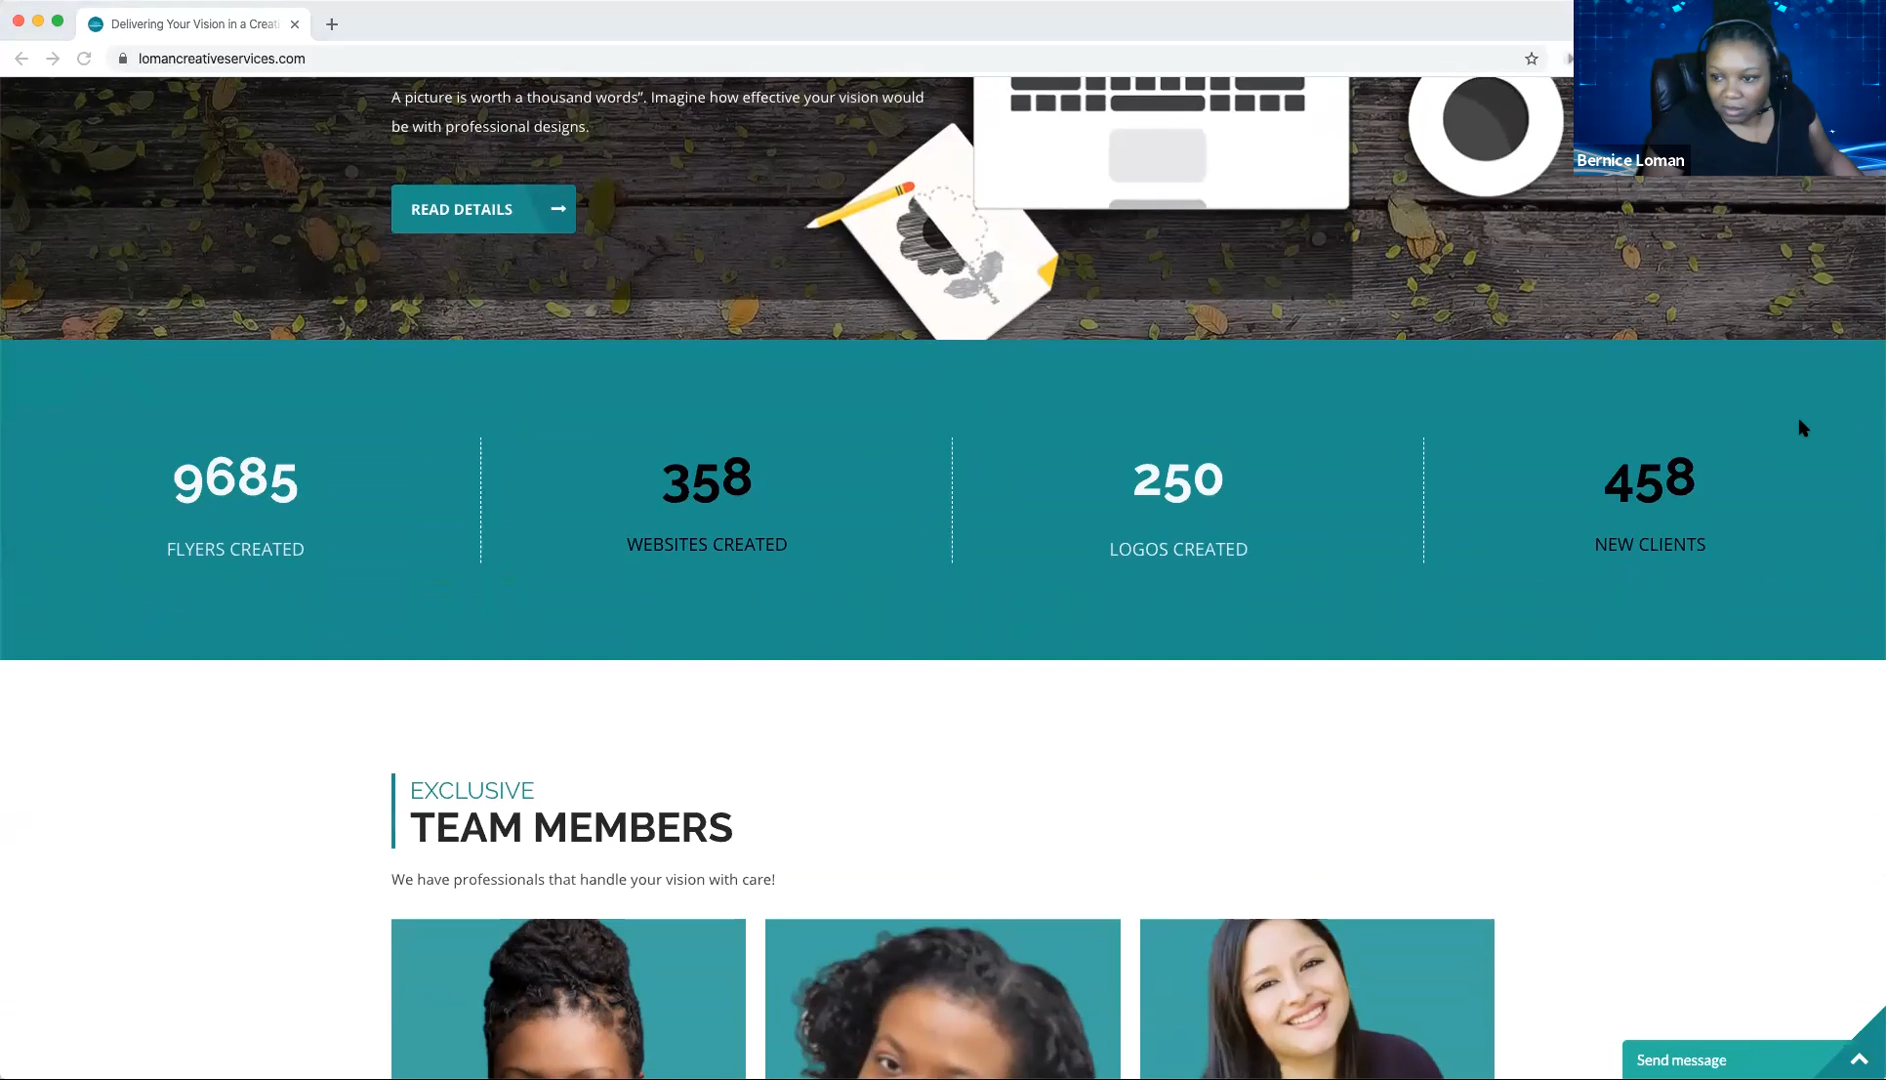 Delivering Your Vision in a Creati
lomancreativeservices.com
Bernice Loman
A picture is worth a thousand words”. Imagine how effective your vision would
be with professional designs.
READ DETAILS
9685
FLYERS CREATED
358
WEBSITES CREATED
250
LOGOS CREATED
458
NEW CLIENTS
EXCLUSIVE
TEAM MEMBERS
We have professionals that handle your vision with care!
Send message